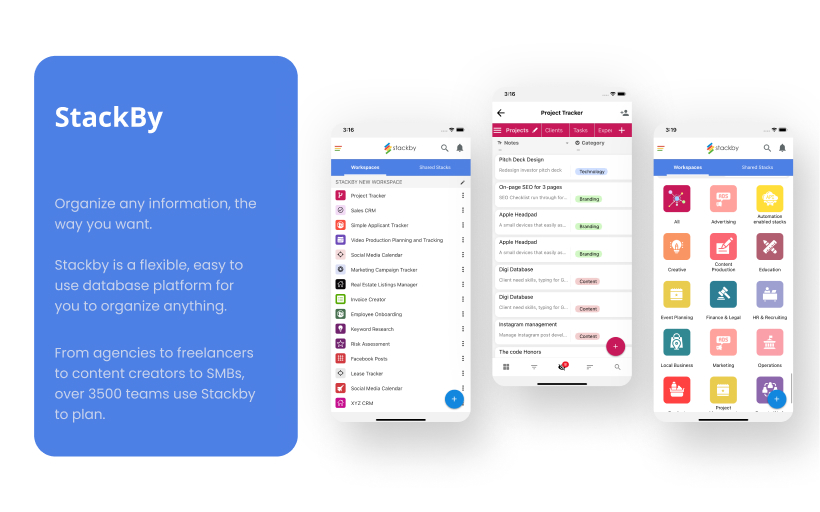 StackBy
Organize any information, the
way you want.
Stackby is a flexible, easy to
use database platform for
you to organize anything.
From agencies to freelancers
to content creators to SMBs,
over 3500 teams use Stackby
to plan.
3:16
stackby
Workspaces
Shared Stacks
STACKBY NEW WORKSPACE
Project Tracker
Sales CRM
Simple Applicant Tracker
Video Production Planning and Tracking
Social Media Calendar
Marketing Campaign Tracker
Real Estate Listings Manager
Invoice Creator
Employee Onboarding
Keyword Research
Risk Assessment
Facebook Posts
Lease Tracker
Social Media Calendar
XYZ CRM
3:16
Project Tracker
Projects Clients Tasks Expe
Notes Category
Pitch Deck Design
Redesign investor pitch deck Technology
On-page SEO for 3 pages
SEO Checklist run through for... Branding
Apple Headpad
A small devices that easily as... Branding
Apple Headpad
A small devices that easily as... Branding
Digi Database
Client need skills, typing for G... Content
Digi Database
Client need skills, typing for G... Content
Instagram management
Manage instagram post devel... Content
The code Honors
3:19
stackby
Workspaces
Shared Stacks
All
Advertising
Automation
enabled stacks
Creative
Content
Production
Education
Event Planning
Finance & Legal
HR & Recruiting
Local Business
Marketing
Operations
Project